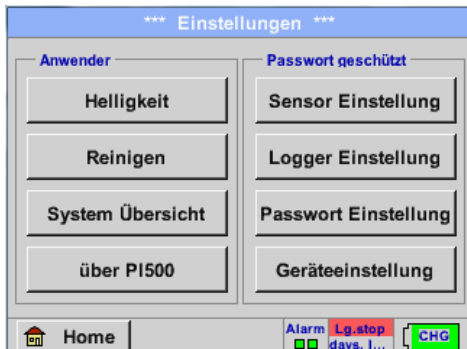 *** Einstellungen ***
Anwender
Helligkeit
Reinigen
System Übersicht
über PI500
Passwort geschützt
Sensor Einstellung
Logger Einstellung
Passwort Einstellung
Geräteeinstellung
Home
Alarm
Lg.stop
days, l...
CHG